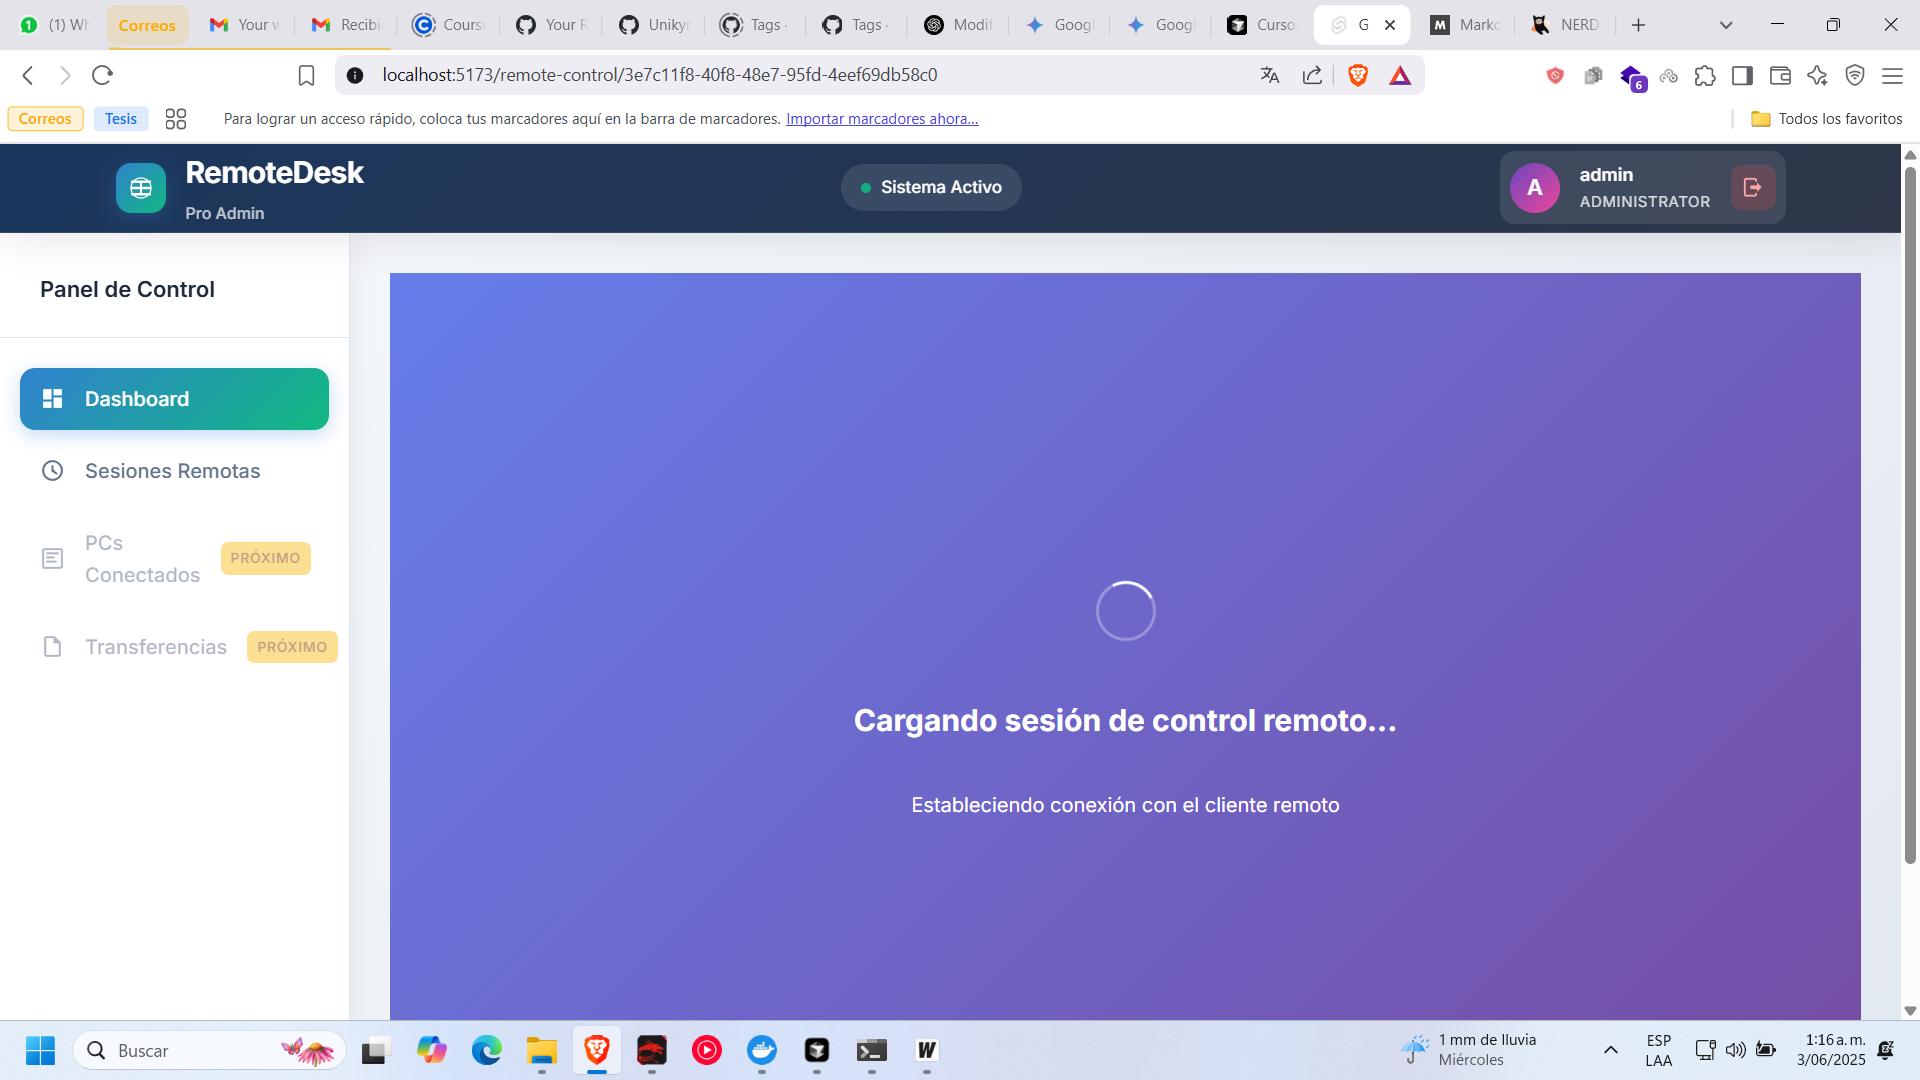 (1) Wh
Correos
Your w
Recibi
Cours
Your R
Unikyr
Tags ·
Tags ·
Modif
Googl
Googl
Curso
G
Marko
NERD
localhost:5173/remote-control/3e7c11f8-40f8-48e7-95fd-4eef69db58c0
6
Correos
Tesis
Para lograr un acceso rápido, coloca tus marcadores aquí en la barra de marcadores. Importar marcadores ahora...
Todos los favoritos
RemoteDesk
Pro Admin
Sistema Activo
A
admin
ADMINISTRATOR
Panel de Control
Dashboard
Sesiones Remotas
PCs
Conectados
PRÓXIMO
Transferencias
PRÓXIMO
Cargando sesión de control remoto...
Estableciendo conexión con el cliente remoto
Buscar
1 mm de lluvia
Miércoles
ESP
LAA
1:16 a. m.
3/06/2025